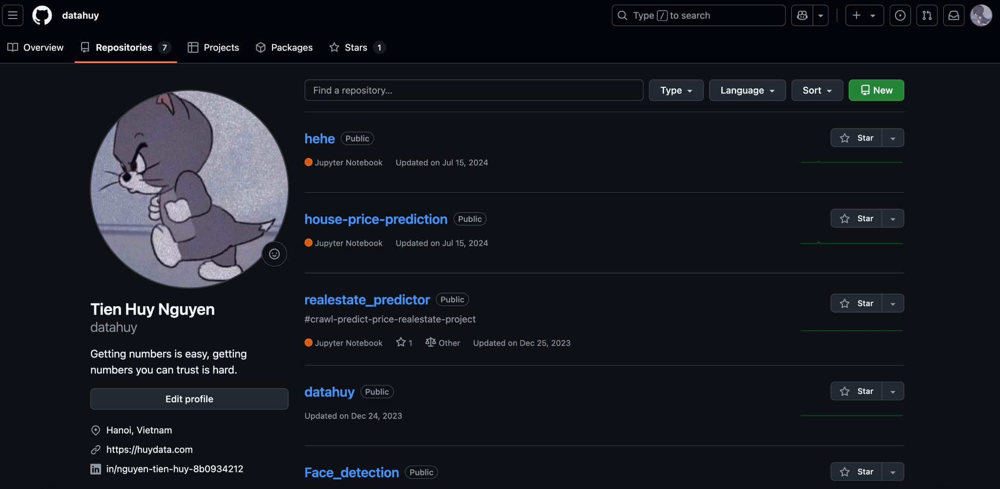 datahuy
Type / to search
Overview
Repositories 7
Projects
Packages
Stars 1
Find a repository...
Type
Language
Sort
New
hehe Public
Star
Jupyter Notebook Updated on Jul 15, 2024
house-price-prediction Public
Star
Jupyter Notebook Updated on Jul 15, 2024
realestate_predictor Public
Star
#crawl-predict-price-realestate-project
Jupyter Notebook 1 Other Updated on Dec 25, 2023
datahuy Public
Star
Updated on Dec 24, 2023
Face_detection Public
Star
Tien Huy Nguyen
datahuy
Getting numbers is easy, getting
numbers you can trust is hard.
Edit profile
Hanoi, Vietnam
https://huydata.com
in in/nguyen-tien-huy-8b0934212